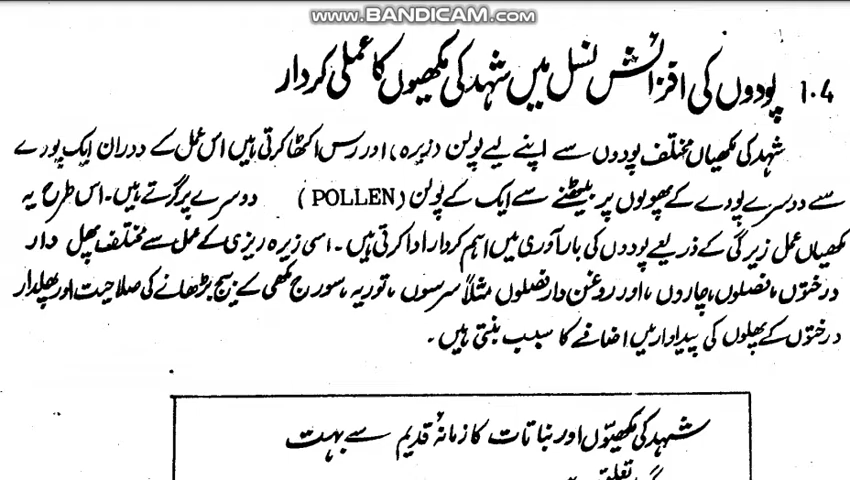 WWW.BANDICAM.COM
1.4 پودوں کی افزائش نسل میں شہد کی مکھیوں کا عملی کردار
شہد کی مکھیاں مختلف پودوں سے اپنے لیے پولن (زیرہ) اور رس اکٹھا کرتی ہیں اس عمل کے دوران ایک پودے
سے دوسرے پودے کے پھولوں پر بیٹھنے سے ایک کے پولن (POLLEN) دوسرے پر گرتے ہیں۔ اس طرح یہ
مکھیاں عمل زیرگی کے ذریعے پودوں کی بار آوری میں اہم کردار ادا کرتی ہیں۔ اسی زیرہ ریزی کے عمل سے مختلف پھل دار
درختوں، فصلوں، چاروں، اور روغن دار فصلوں مثلاً سرسوں، توریہ، سورج مکھی کے بیج بڑھانے کی صلاحیت اور پھلدار
درختوں کے پھلوں کی پیداوار میں اضافے کا سبب بنتی ہیں۔
شہد کی مکھیوں اور نباتات کا زمانہ قدیم سے بہت